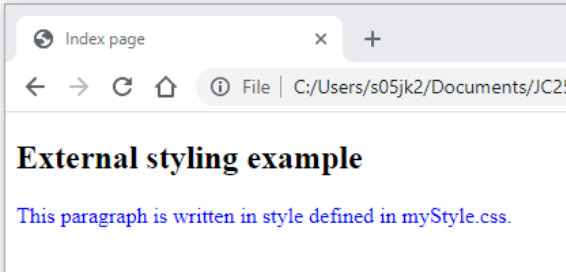 Index page
File
C:/Users/s05jk2/Documents/JC25
External styling example
This paragraph is written in style defined in myStyle.css.